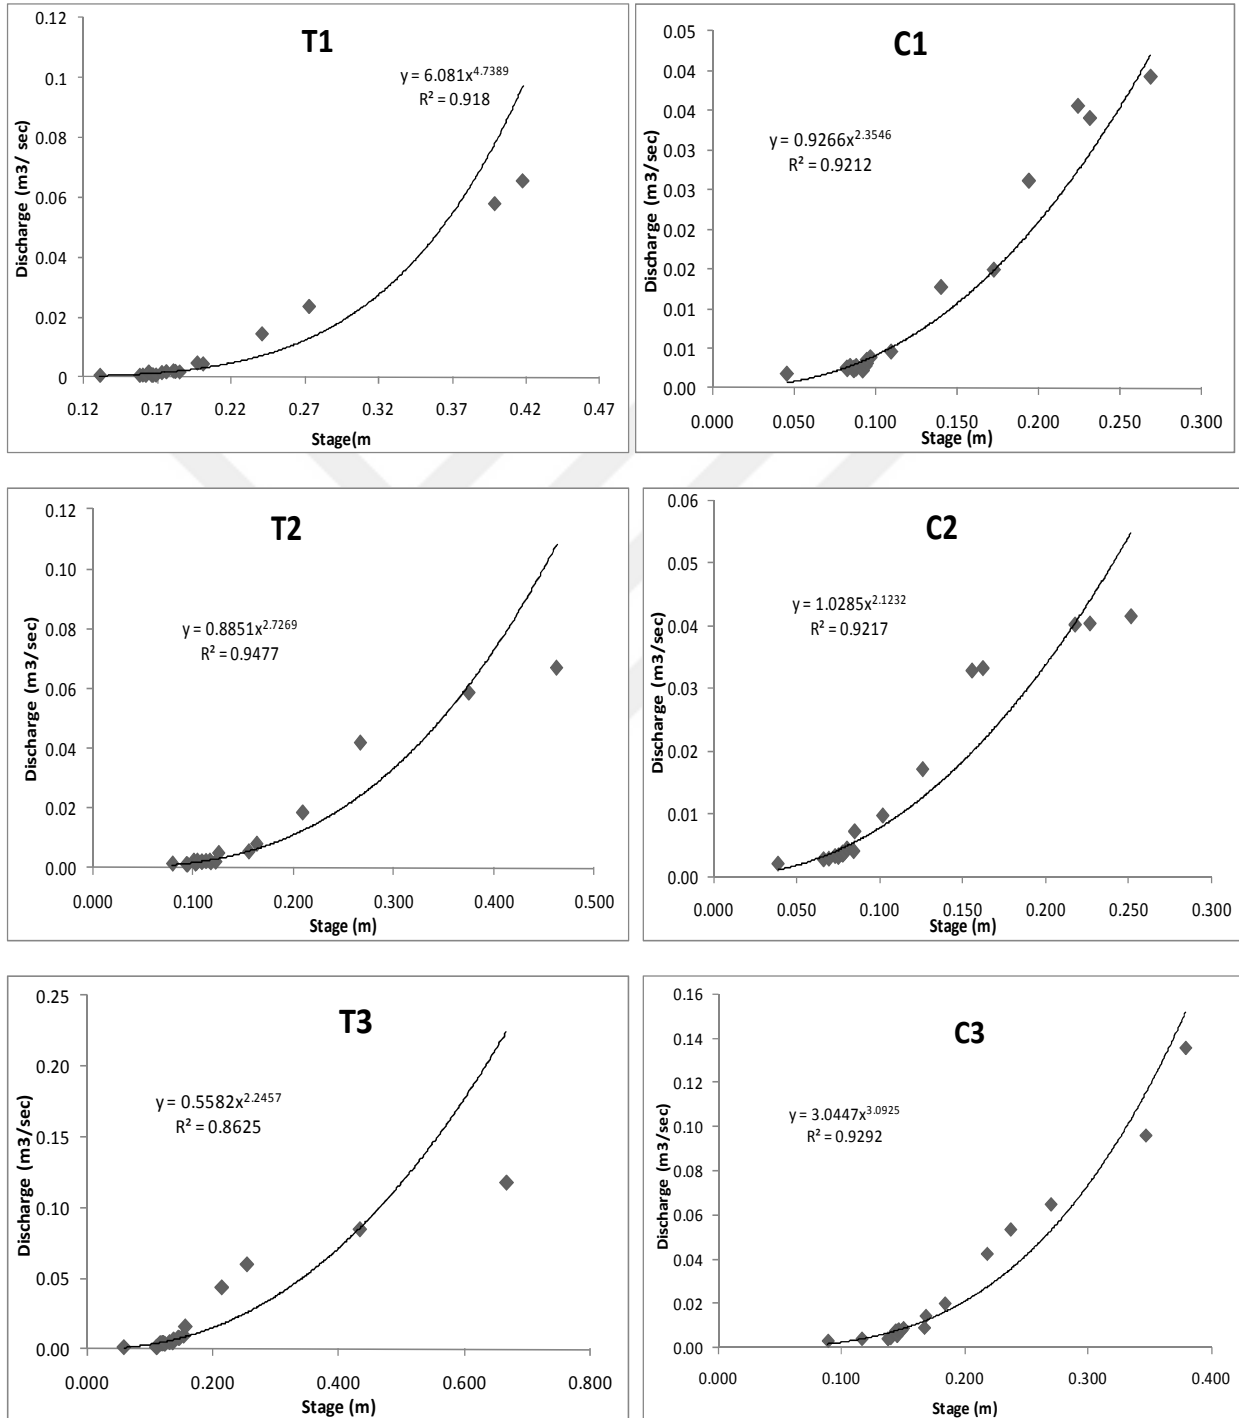 T1
y = 6.081x^4.7389
R² = 0.918
Discharge (m3/ sec)
0.12
0.1
0.08
0.06
0.04
0.02
0
0.12 0.17 0.22 0.27 0.32 0.37 0.42 0.47
Stage(m
C1
y = 0.9266x^2.3546
R² = 0.9212
Discharge (m3/sec)
0.05
0.04
0.04
0.03
0.03
0.02
0.02
0.01
0.01
0.00
0.000 0.050 0.100 0.150 0.200 0.250 0.300
Stage (m)
T2
y = 0.8851x^2.7269
R² = 0.9477
Discharge (m3/sec)
0.12
0.10
0.08
0.06
0.04
0.02
0.00
0.000 0.100 0.200 0.300 0.400 0.500
Stage (m)
C2
y = 1.0285x^2.1232
R² = 0.9217
Discharge (m3/sec)
0.06
0.05
0.04
0.03
0.02
0.01
0.00
0.000 0.050 0.100 0.150 0.200 0.250 0.300
Stage (m)
T3
y = 0.5582x^2.2457
R² = 0.8625
Discharge (m3/sec)
0.25
0.20
0.15
0.10
0.05
0.00
0.000 0.200 0.400 0.600 0.800
Stage (m)
C3
y = 3.0447x^3.0925
R² = 0.9292
Discharge (m3/sec)
0.16
0.14
0.12
0.10
0.08
0.06
0.04
0.02
0.00
0.000 0.100 0.200 0.300 0.400
Stage (m)